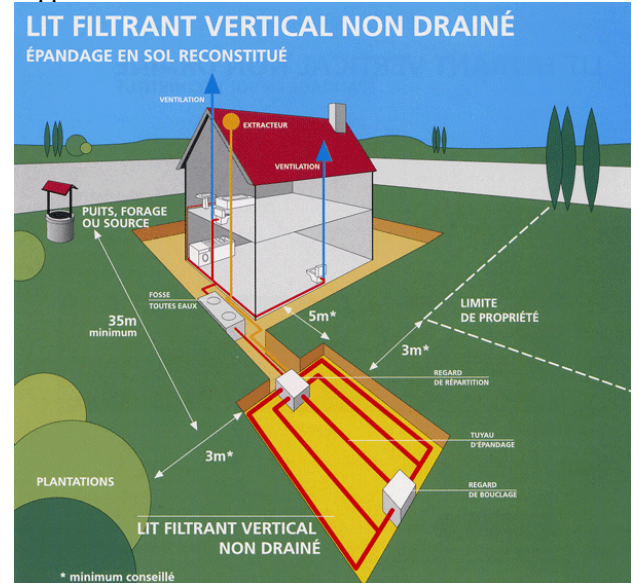 LIT FILTRANT VERTICAL NON DRAINÉ
ÉPANDAGE EN SOL RECONSTITUÉ
VENTILATION
EXTRACTEUR
VENTILATION
PUITS, FORAGE
OU SOURCE
FOSSE
TOUTES EAUX
35m
minimum
5m*
LIMITE
DE PROPRIÉTÉ
3m*
REGARD
DE RÉPARTITION
TUYAU
D'ÉPANDAGE
3m*
PLANTATIONS
REGARD
DE BOUCLAGE
LIT FILTRANT VERTICAL
NON DRAINÉ
* minimum conseillé